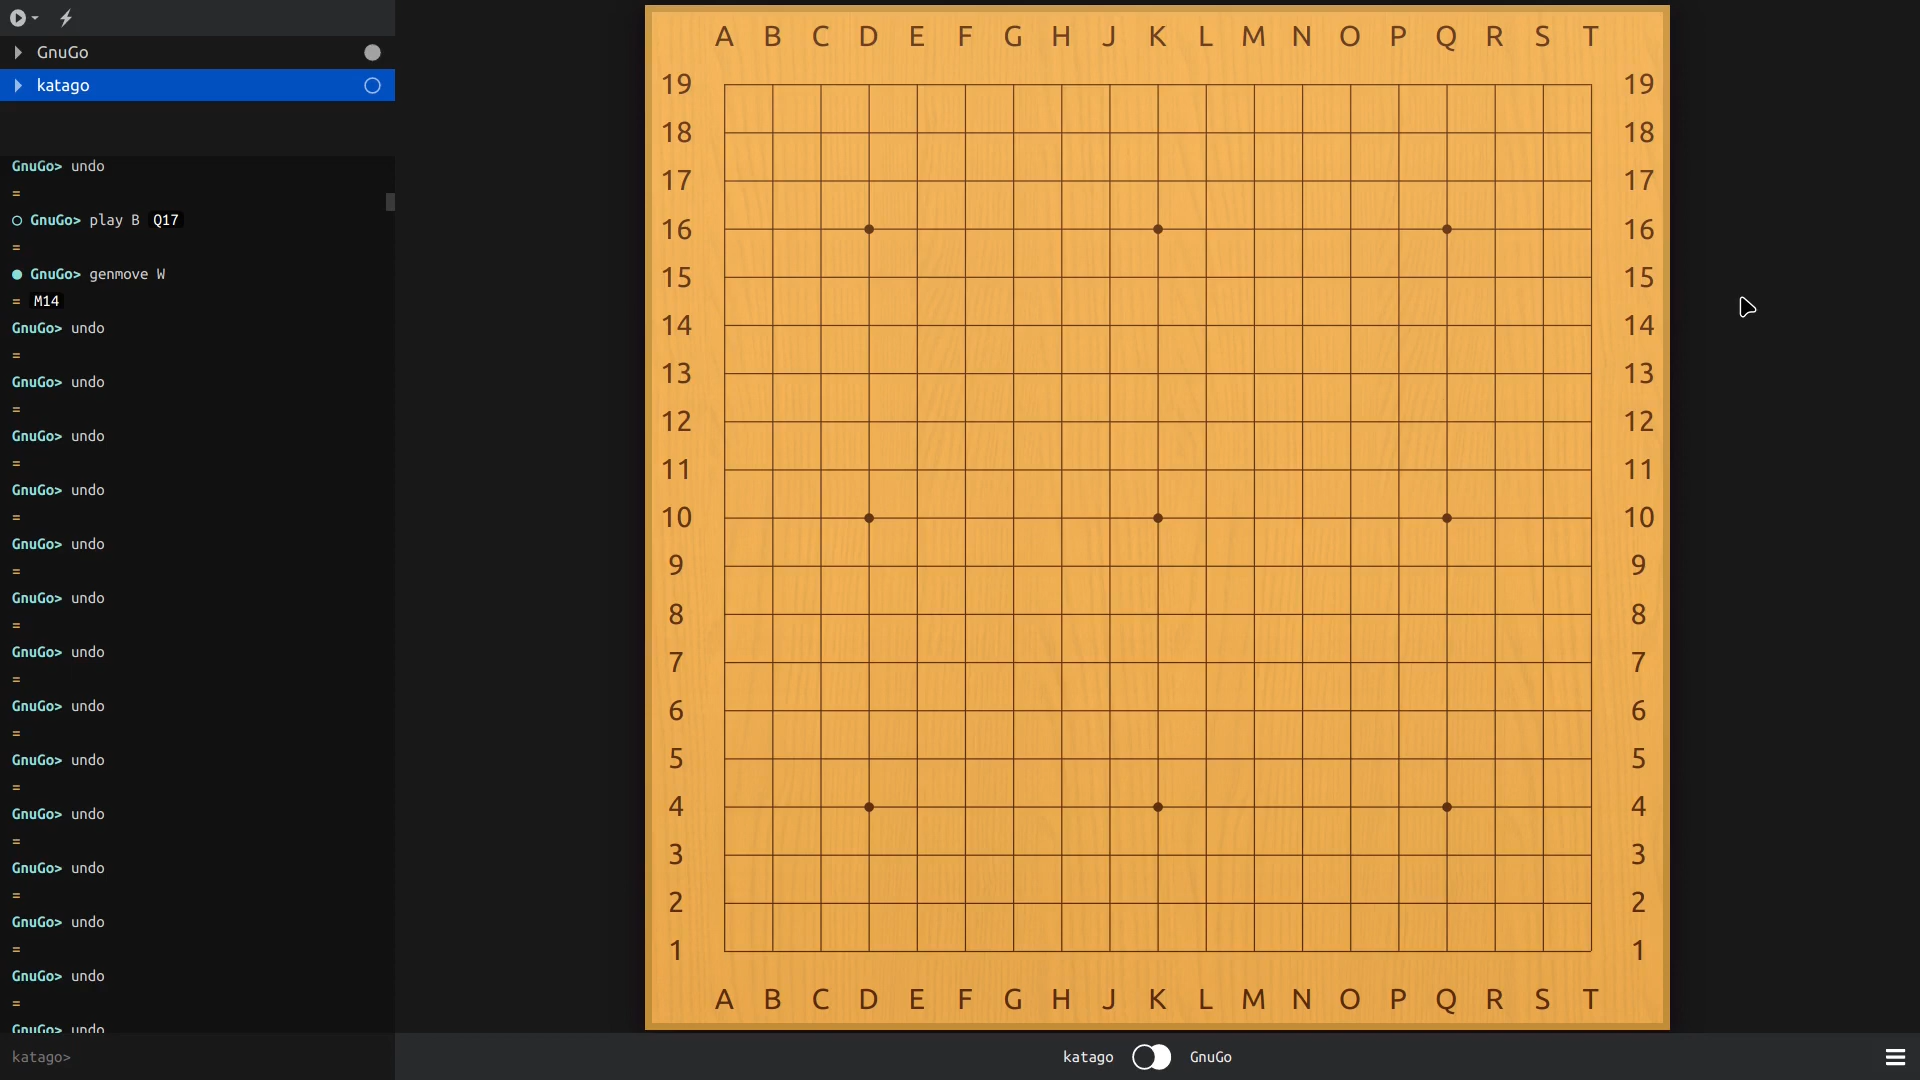 GnuGo
katago
GnuGo> undo
=
GnuGo> play B Q17
=
GnuGo> genmove W
= M14
GnuGo> undo
=
GnuGo> undo
=
GnuGo> undo
=
GnuGo> undo
=
GnuGo> undo
=
GnuGo> undo
=
GnuGo> undo
=
GnuGo> undo
=
GnuGo> undo
=
GnuGo> undo
=
GnuGo> undo
=
GnuGo> undo
=
GnuGo> undo
=
GnuGo> undo
katago>
A B C D E F G H J K L M N O P Q R S T
19 19
18 18
17 17
16 16
15 15
14 14
13 13
12 12
11 11
10 10
9 9
8 8
7 7
6 6
5 5
4 4
3 3
2 2
1 1
A B C D E F G H J K L M N O P Q R S T
katago GnuGo